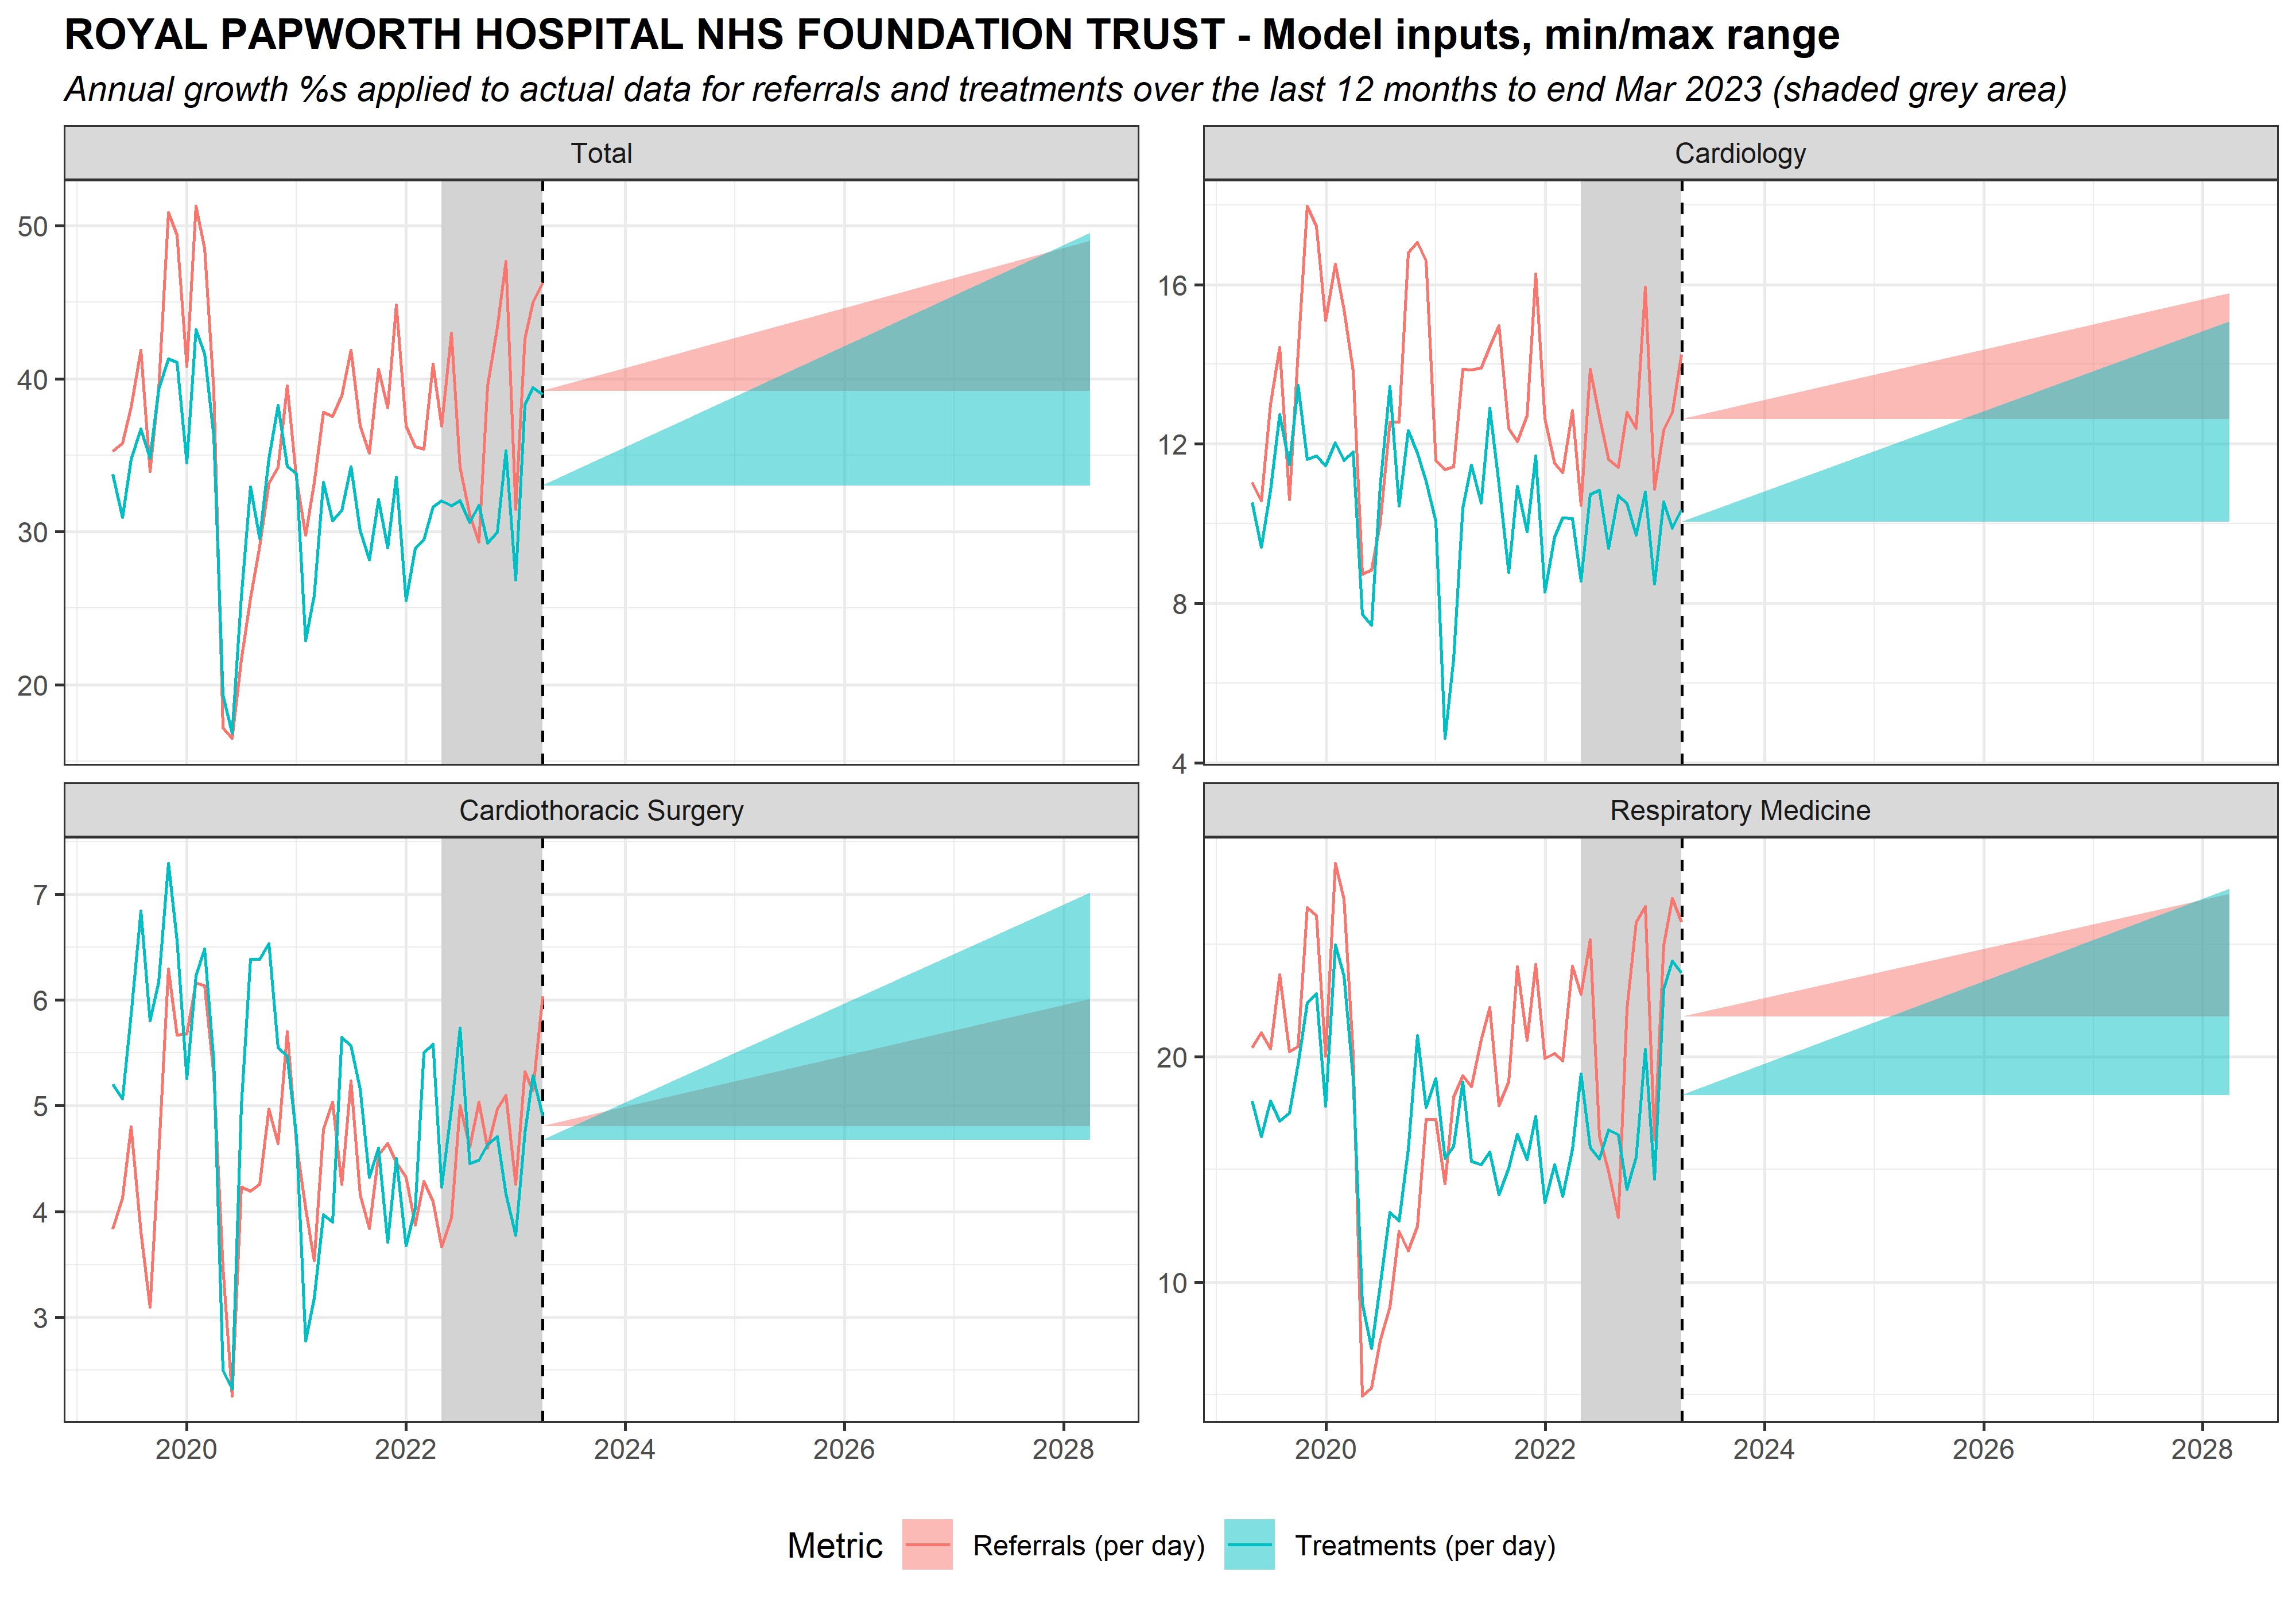 ROYAL PAPWORTH HOSPITAL NHS FOUNDATION TRUST - Model inputs, min/max range
Annual growth %s applied to actual data for referrals and treatments over the last 12 months to end Mar 2023 (shaded grey area)
Total
Cardiology
50
40
30
20
16
12
8
4
Cardiothoracic Surgery
Respiratory Medicine
7
6
5
4
3
20
10
2020 2022 2024 2026 2028
2020 2022 2024 2026 2028
Metric Referrals (per day) Treatments (per day)